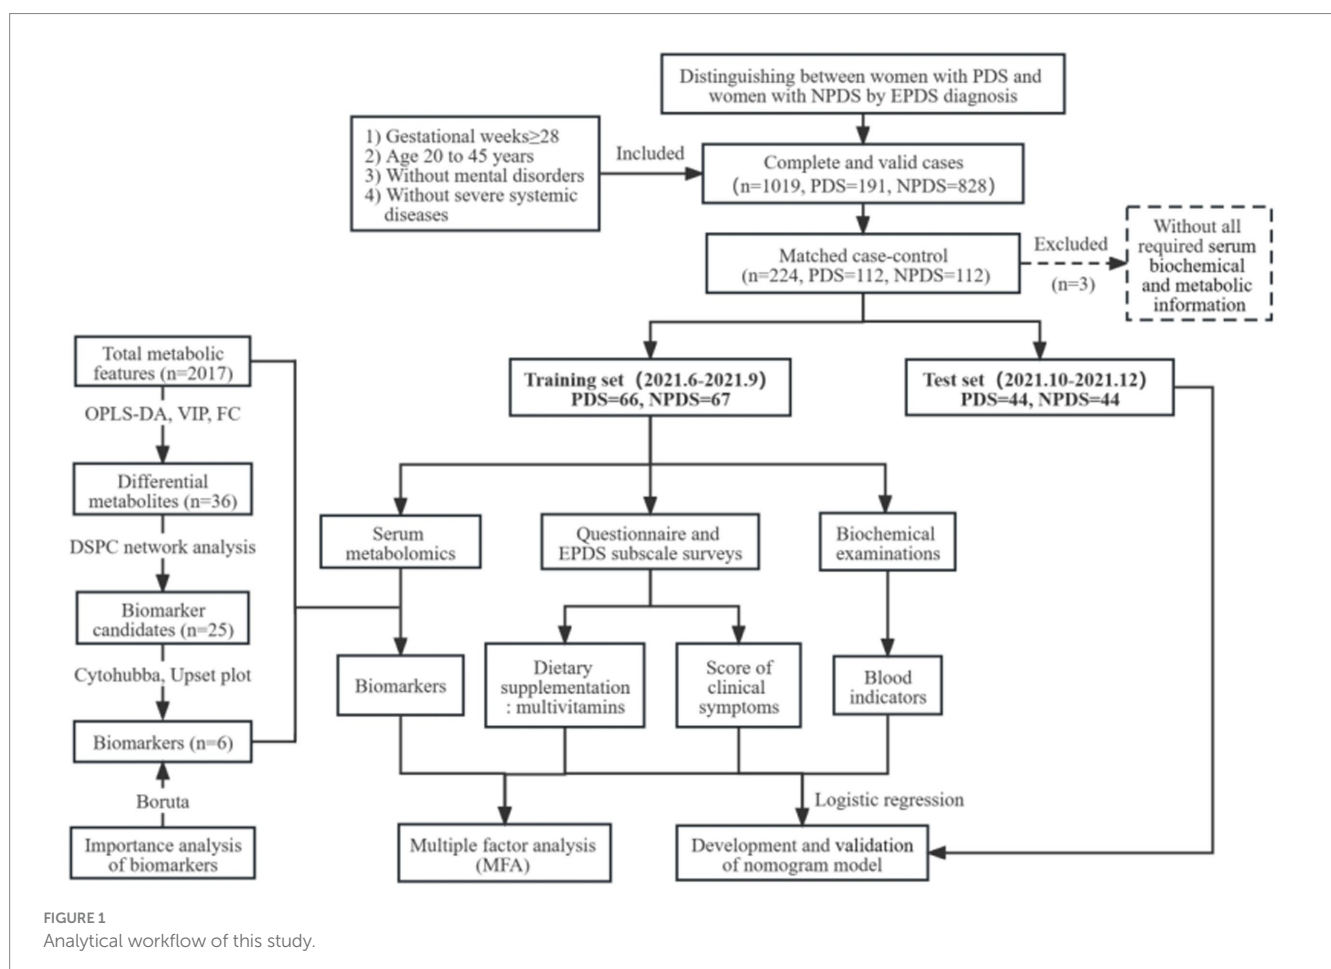 Distinguishing between women with PDS and
women with NPDS by EPDS diagnosis
1) Gestational weeks≥28
2) Age 20 to 45 years
3) Without mental disorders
4) Without severe systemic
diseases
Included
Complete and valid cases
(n=1019, PDS=191, NPDS=828)
Matched case-control
(n=224, PDS=112, NPDS=112)
Excluded
(n=3)
Without all
required serum
biochemical
and metabolic
information
Training set (2021.6-2021.9)
PDS=66, NPDS=67
Test set (2021.10-2021.12)
PDS=44, NPDS=44
Total metabolic
features (n=2017)
OPLS-DA, VIP, FC
Differential
metabolites (n=36)
DSPC network analysis
Biomarker
candidates (n=25)
Cytohubba, Upset plot
Biomarkers (n=6)
Boruta
Importance analysis
of biomarkers
Serum
metabolomics
Questionnaire and
EPDS subscale surveys
Biochemical
examinations
Biomarkers
Dietary
supplementation
: multivitamins
Score of
clinical
symptoms
Blood
indicators
Logistic regression
Multiple factor analysis
(MFA)
Development and validation
of nomogram model
FIGURE 1
Analytical workflow of this study.